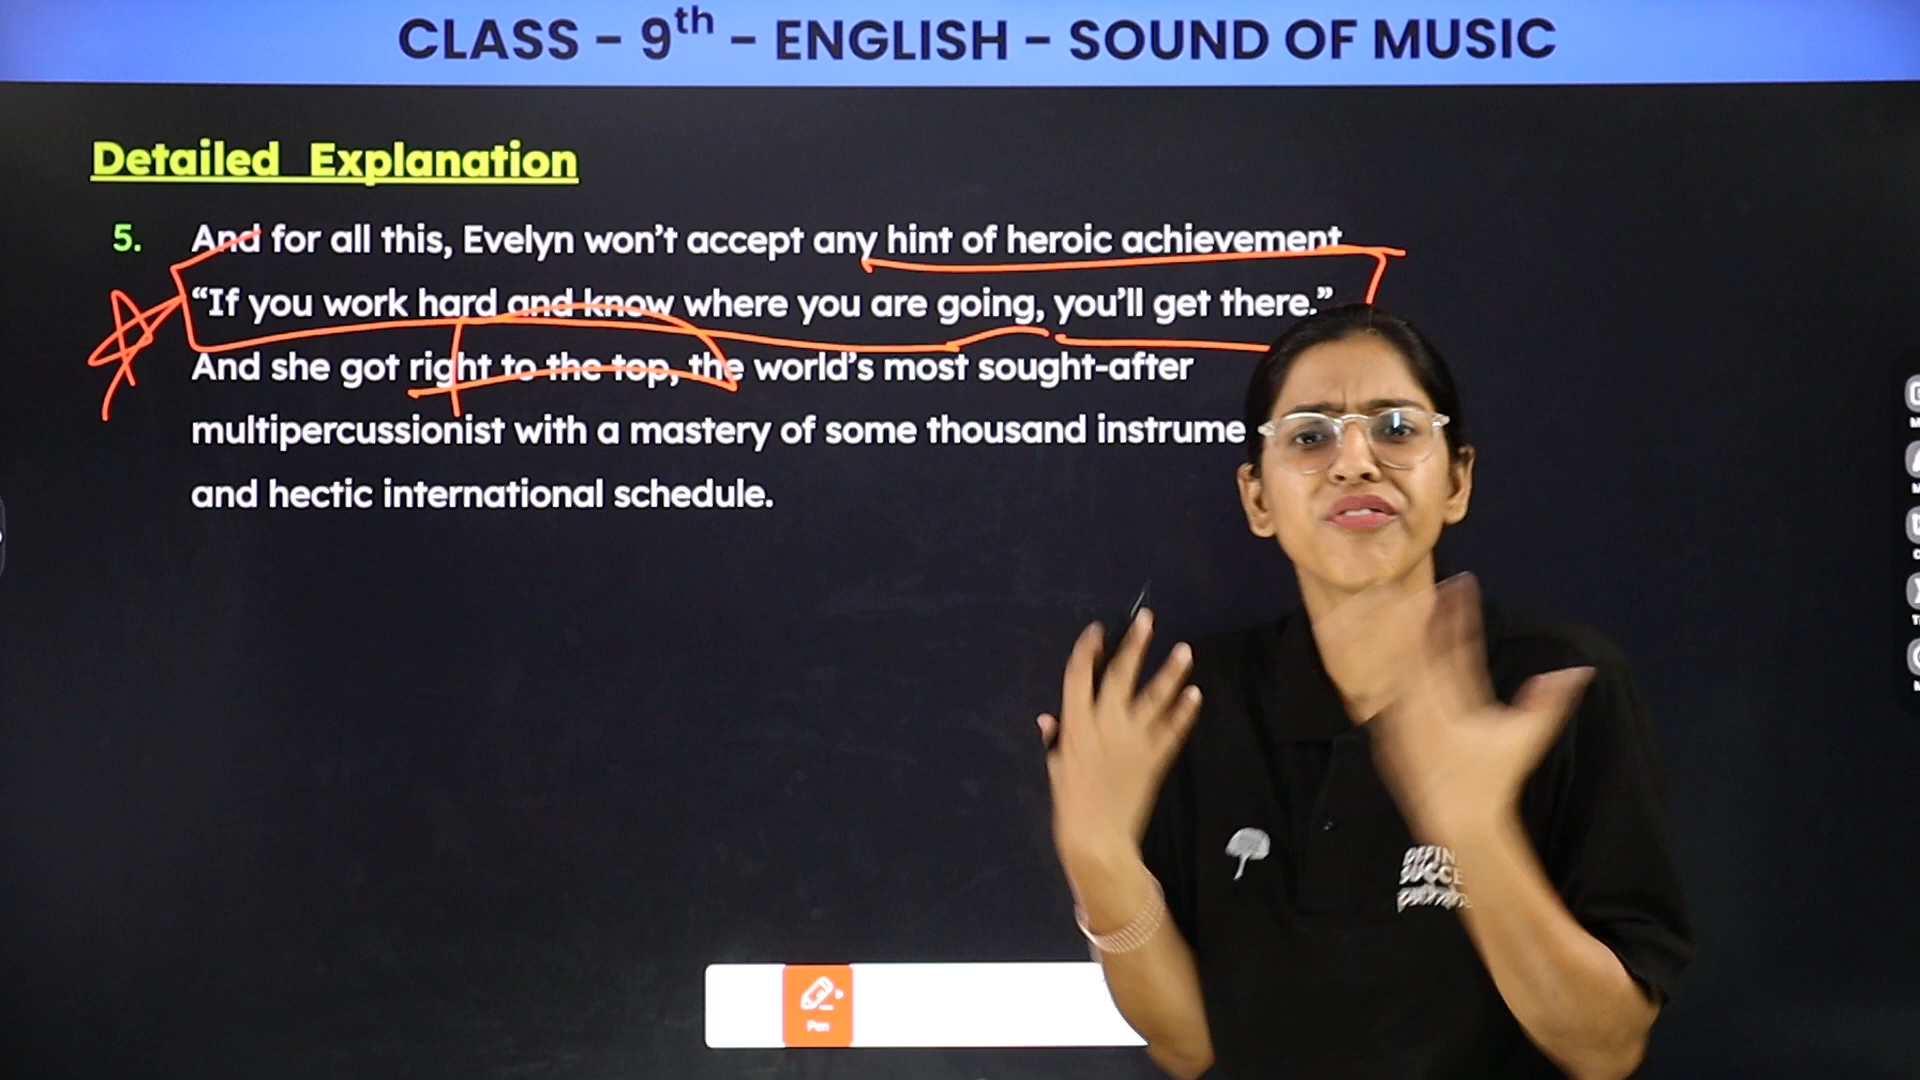 CLASS - 9th - ENGLISH - SOUND OF MUSIC
Detailed Explanation
5. And for all this, Evelyn won't accept any hint of heroic achievement
“If you work hard and know where you are going, you'll get there.”
And she got right to the top, the world's most sought-after
multipercussionist with a mastery of some thousand instrume
and hectic international schedule.
Pen